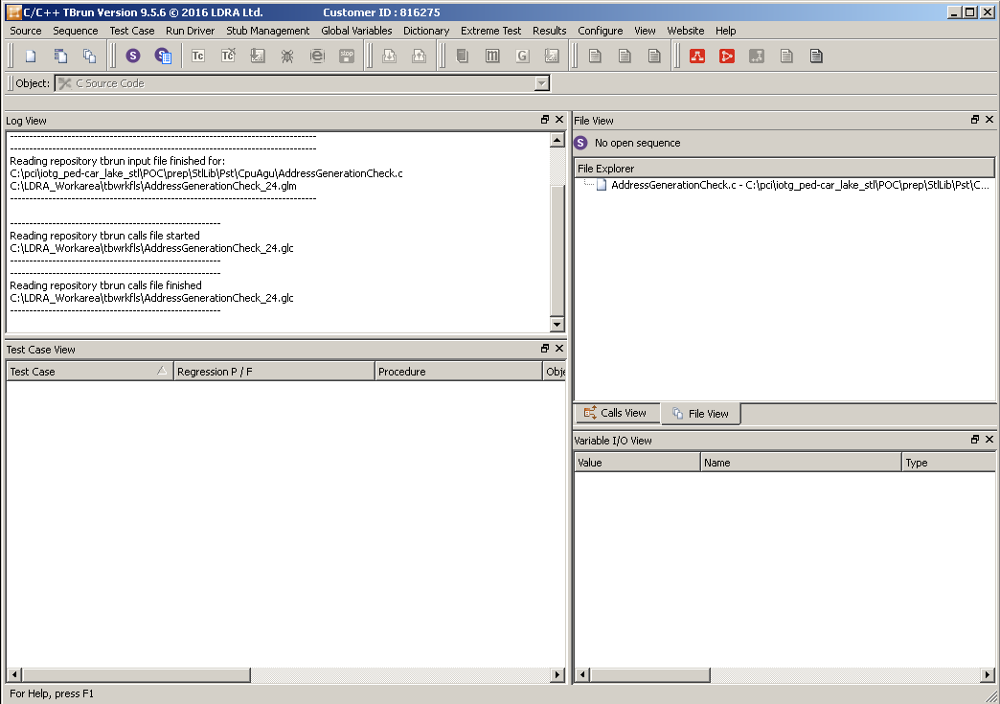 C/C++ TBrun Version 9.5.6 © 2016 LDRA Ltd. Customer ID : 816275
Source Sequence Test Case Run Driver Stub Management Global Variables Dictionary Extreme Test Results Configure View Website Help
S S Tc Tc e STOP m G
Object: C Source Code
Log View
-----------------------------------------------------------------------
-----------------------------------------------------------------------
Reading repository tbrun input file finished for:
C:\pci\iotg_ped-car_lake_stl\POC\prep\StlLib\Pst\CpuAgu\AddressGenerationCheck.c
C:\LDRA_Workarea\tbwrkfls\AddressGenerationCheck_24.glm
-----------------------------------------------------------------------
-------------------------------------------------
Reading repository tbrun calls file started
C:\LDRA_Workarea\tbwrkfls\AddressGenerationCheck_24.glc
-------------------------------------------------
-------------------------------------------------
Reading repository tbrun calls file finished
C:\LDRA_Workarea\tbwrkfls\AddressGenerationCheck_24.glc
-------------------------------------------------
Test Case View
Test Case Regression P / F Procedure Obje
File View
S No open sequence
File Explorer
AddressGenerationCheck.c - C:\pci\iotg_ped-car_lake_stl\POC\prep\StlLib\Pst\C...
Calls View File View
Variable I/O View
Value Name Type
For Help, press F1